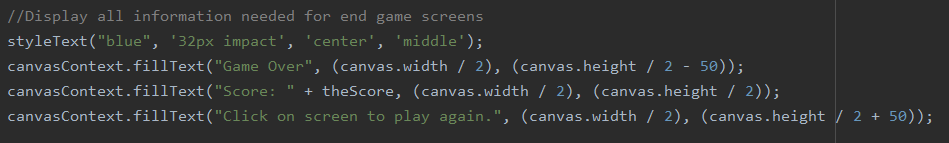 //Display all information needed for end game screens
styleText("blue", '32px impact', 'center', 'middle');
canvasContext.fillText("Game Over", (canvas.width / 2), (canvas.height / 2 - 50));
canvasContext.fillText("Score: " + theScore, (canvas.width / 2), (canvas.height / 2));
canvasContext.fillText("Click on screen to play again.", (canvas.width / 2), (canvas.height / 2 + 50));